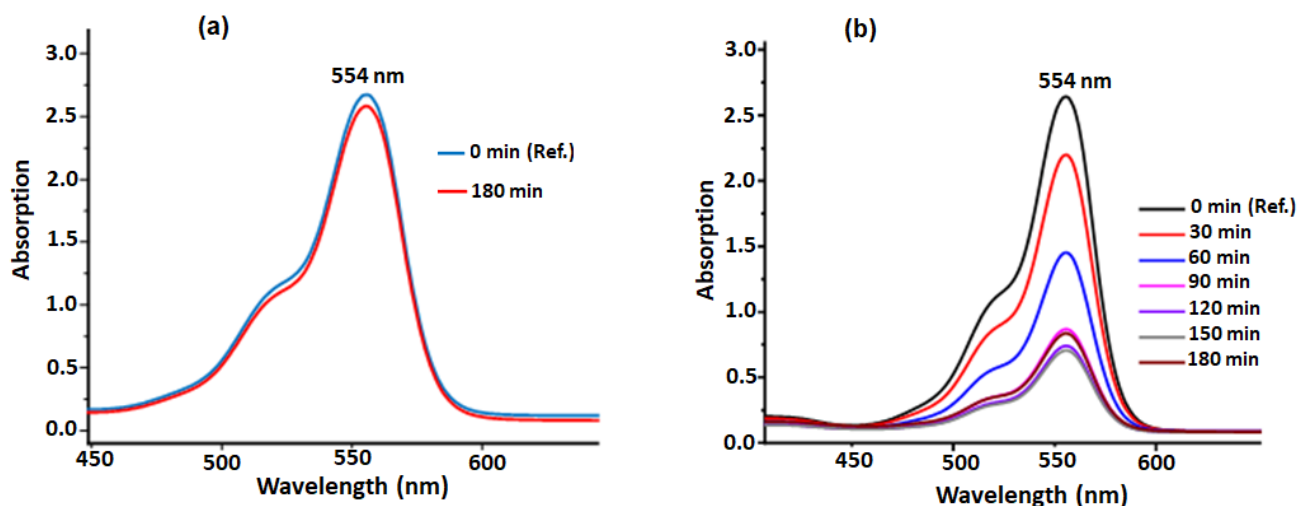 (a)
3.0
2.5
2.0
1.5
1.0
0.5
0.0
Absorption
554 nm
0 min (Ref.)
180 min
450
500
550
600
Wavelength (nm)
(b)
3.0
2.5
2.0
1.5
1.0
0.5
0.0
Absorption
554 nm
0 min (Ref.)
30 min
60 min
90 min
120 min
150 min
180 min
450
500
550
600
Wavelength (nm)